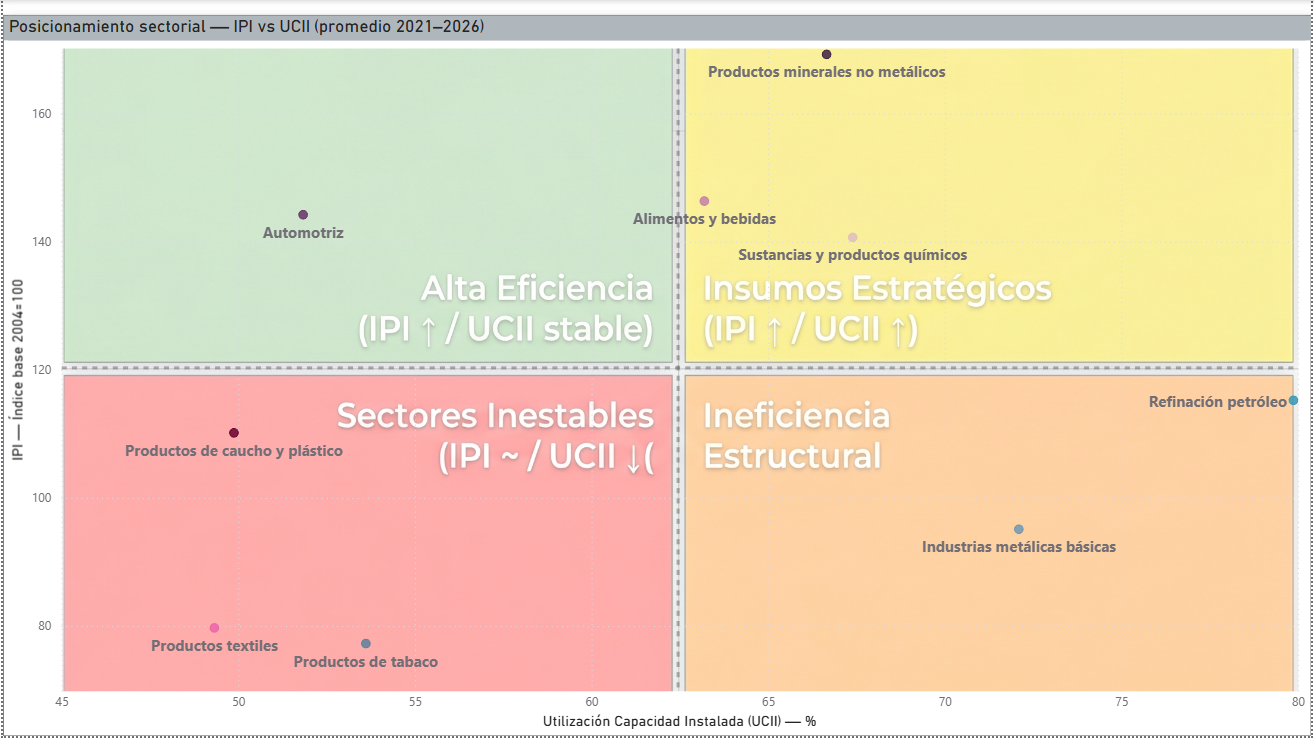 Posicionamiento sectorial — IPI vs UCII (promedio 2021–2026)
Productos minerales no metálicos
160
Alimentos y bebidas
Automotriz
140
Sustancias y productos químicos
Alta Eficiencia
(IPI ↑ / UCII stable)
Insumos Estratégicos
(IPI ↑ / UCII ↑)
IPI — Índice base 2004=100
120
Refinación petróleo
Sectores Inestables
(IPI ~ / UCII ↓(
Ineficiencia
Estructural
Productos de caucho y plástico
100
Industrias metálicas básicas
80
Productos textiles
Productos de tabaco
45 50 55 60 65 70 75 80
Utilización Capacidad Instalada (UCII) — %